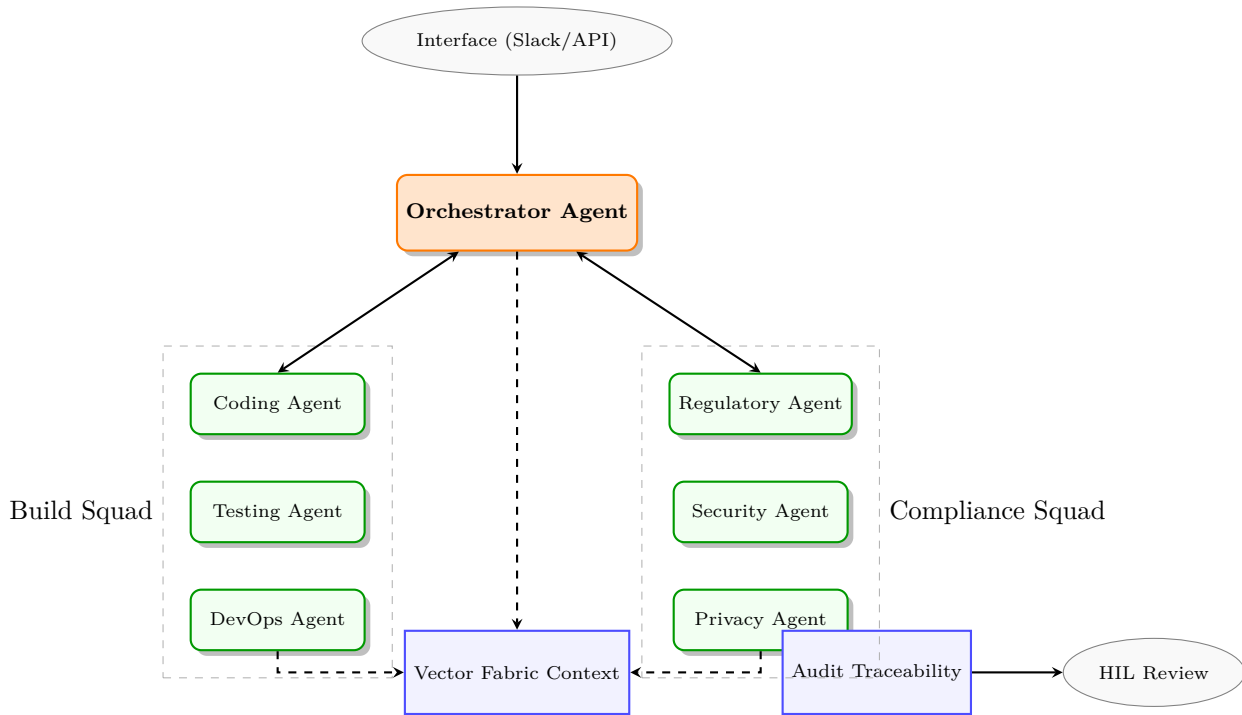 Interface (Slack/API)
Orchestrator Agent
Coding Agent
Regulatory Agent
Build Squad
Testing Agent
Security Agent
Compliance Squad
DevOps Agent
Privacy Agent
Vector Fabric Context
Audit Traceability
HIL Review